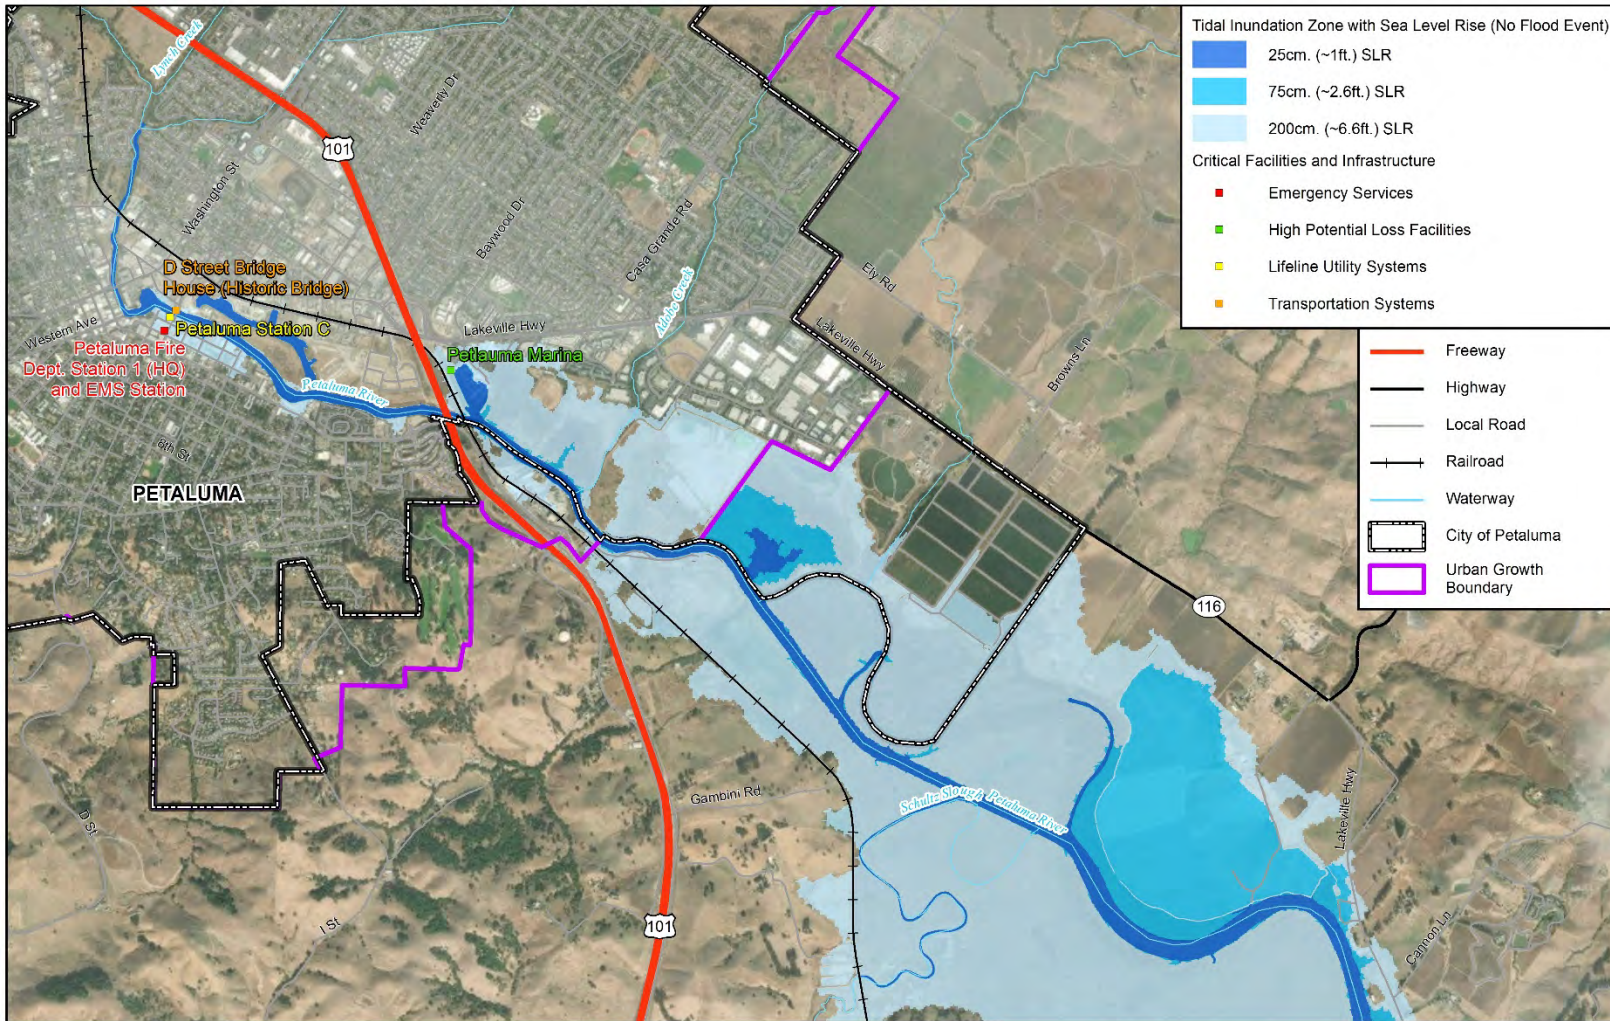 Tidal Inundation Zone with Sea Level Rise (No Flood Event)
25cm. (~1ft.) SLR
75cm. (~2.6ft.) SLR
200cm. (~6.6ft.) SLR
Critical Facilities and Infrastructure
Emergency Services
High Potential Loss Facilities
Lifeline Utility Systems
Transportation Systems
Freeway
Highway
Local Road
Railroad
Waterway
City of Petaluma
Urban Growth
Boundary
Lynch Creek
101
Weaverly Dr
Washington St
Baywood Dr
Casa Grande Rd
Adobe Creek
Ely Rd
Browns Ln
D Street Bridge
House (Historic Bridge)
Petaluma Station C
Western Ave
Petaluma Fire
Dept. Station 1 (HQ)
and EMS Station
Lakeville Hwy
Petlauma Marina
Lakeville Hwy
Petaluma River
8th St
PETALUMA
116
Gambini Rd
Schultz Slough
Petaluma River
Lakeville Hwy
D St
I St
101
Cannon Ln